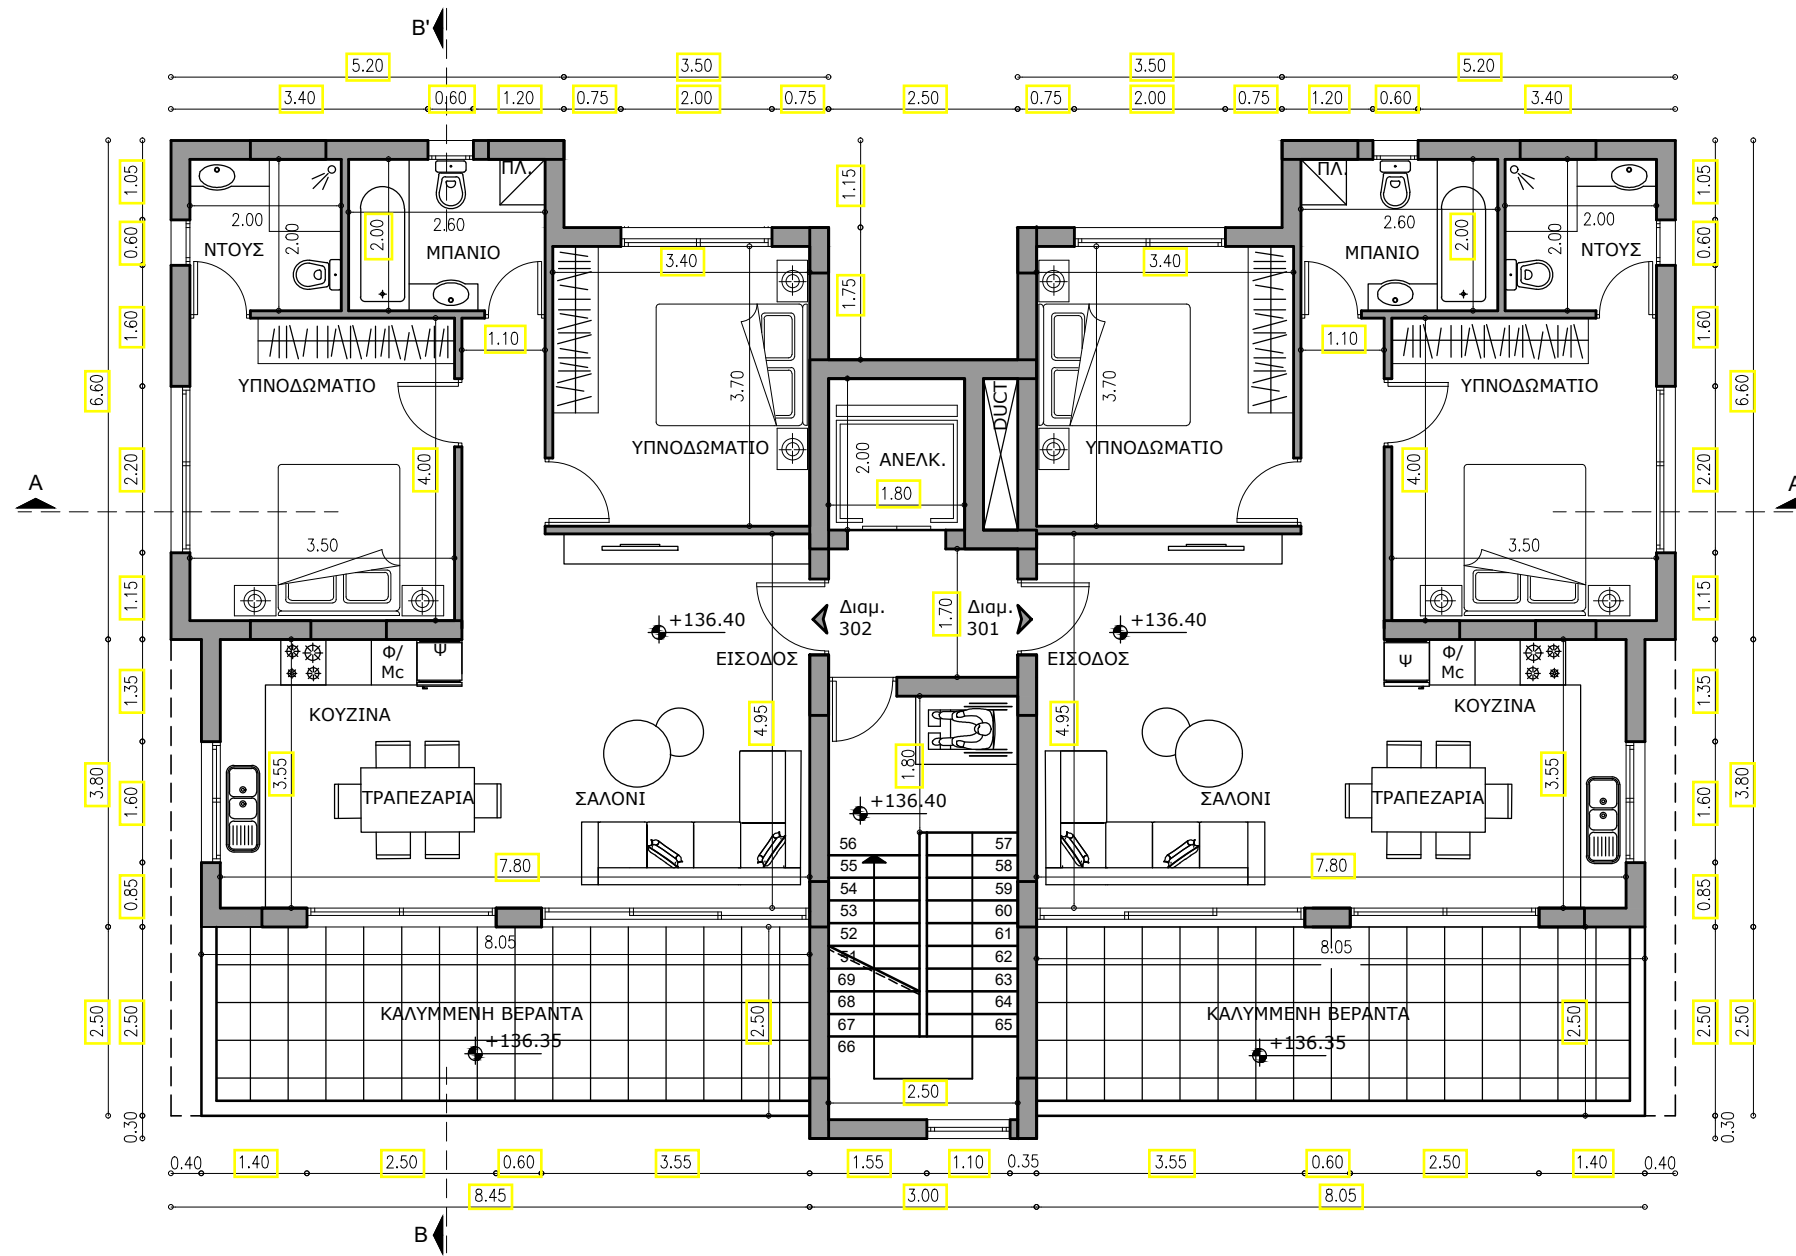 B'
5.20 3.50 3.50 5.20
3.40 0.60 1.20 0.75 2.00 0.75 2.50 0.75 2.00 0.75 1.20 0.60 3.40
1.05 ΠΛ. 1.15 ΠΛ. 1.05
0.60 2.00 2.00 2.00 2.60 2.60 2.00 2.00 2.00 0.60
ΝΤΟΥΣ ΜΠΑΝΙΟ 3.40 3.40 ΜΠΑΝΙΟ ΝΤΟΥΣ
1.60 1.10 1.75 1.10 1.60
6.60 ΥΠΝΟΔΩΜΑΤΙΟ 3.70 DUCT 3.70 ΥΠΝΟΔΩΜΑΤΙΟ 6.60
2.20 4.00 ΥΠΝΟΔΩΜΑΤΙΟ 2.00 ΑΝΕΛΚ. ΥΠΝΟΔΩΜΑΤΙΟ 4.00 2.20
A 1.80 A
3.50 3.50
1.15 Διαμ. 1.70 Διαμ. 1.15
+136.40 302 301 +136.40
Φ/ Ψ ΕΙΣΟΔΟΣ ΕΙΣΟΔΟΣ Ψ Φ/
Mc Mc
1.35 ΚΟΥΖΙΝΑ 4.95 4.95 ΚΟΥΖΙΝΑ 1.35
3.80 3.55 1.80 3.55 3.80
1.60 ΤΡΑΠΕΖΑΡΙΑ ΣΑΛΟΝΙ +136.40 ΣΑΛΟΝΙ ΤΡΑΠΕΖΑΡΙΑ 1.60
56 57
7.80 55 58 7.80
0.85 54 59 0.85
53 60
8.05 52 61 8.05
51 62
69 63
68 64
2.50 2.50 ΚΑΛΥΜΜΕΝΗ ΒΕΡΑΝΤΑ 2.50 67 65 ΚΑΛΥΜΜΕΝΗ ΒΕΡΑΝΤΑ 2.50 2.50 2.50
+136.35 66 +136.35
2.50
0.30 0.30
0.40 1.40 2.50 0.60 3.55 1.55 1.10 0.35 3.55 0.60 2.50 1.40 0.40
8.45 3.00 8.05
B